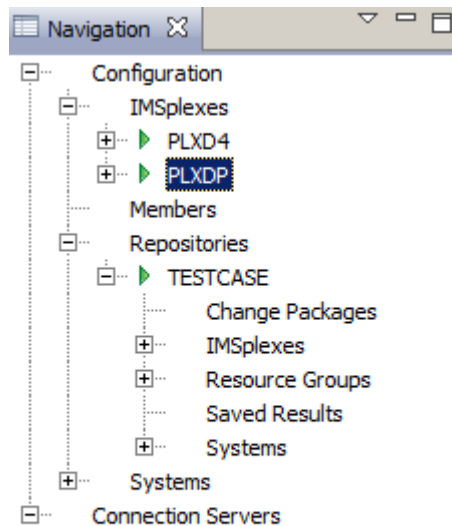 Navigation
Configuration
IMSplexes
PLXD4
PLXDP
Members
Repositories
TESTCASE
Change Packages
IMSplexes
Resource Groups
Saved Results
Systems
Systems
Connection Servers